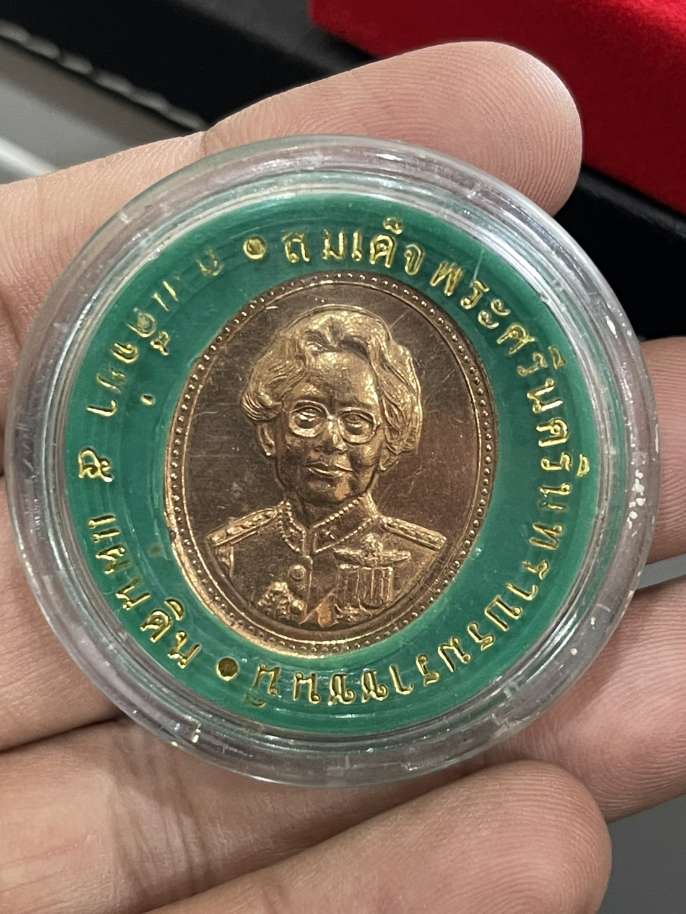 สมเด็จพระศรีนครินทราบรมราชชนนี
๕ แผ่นดิน